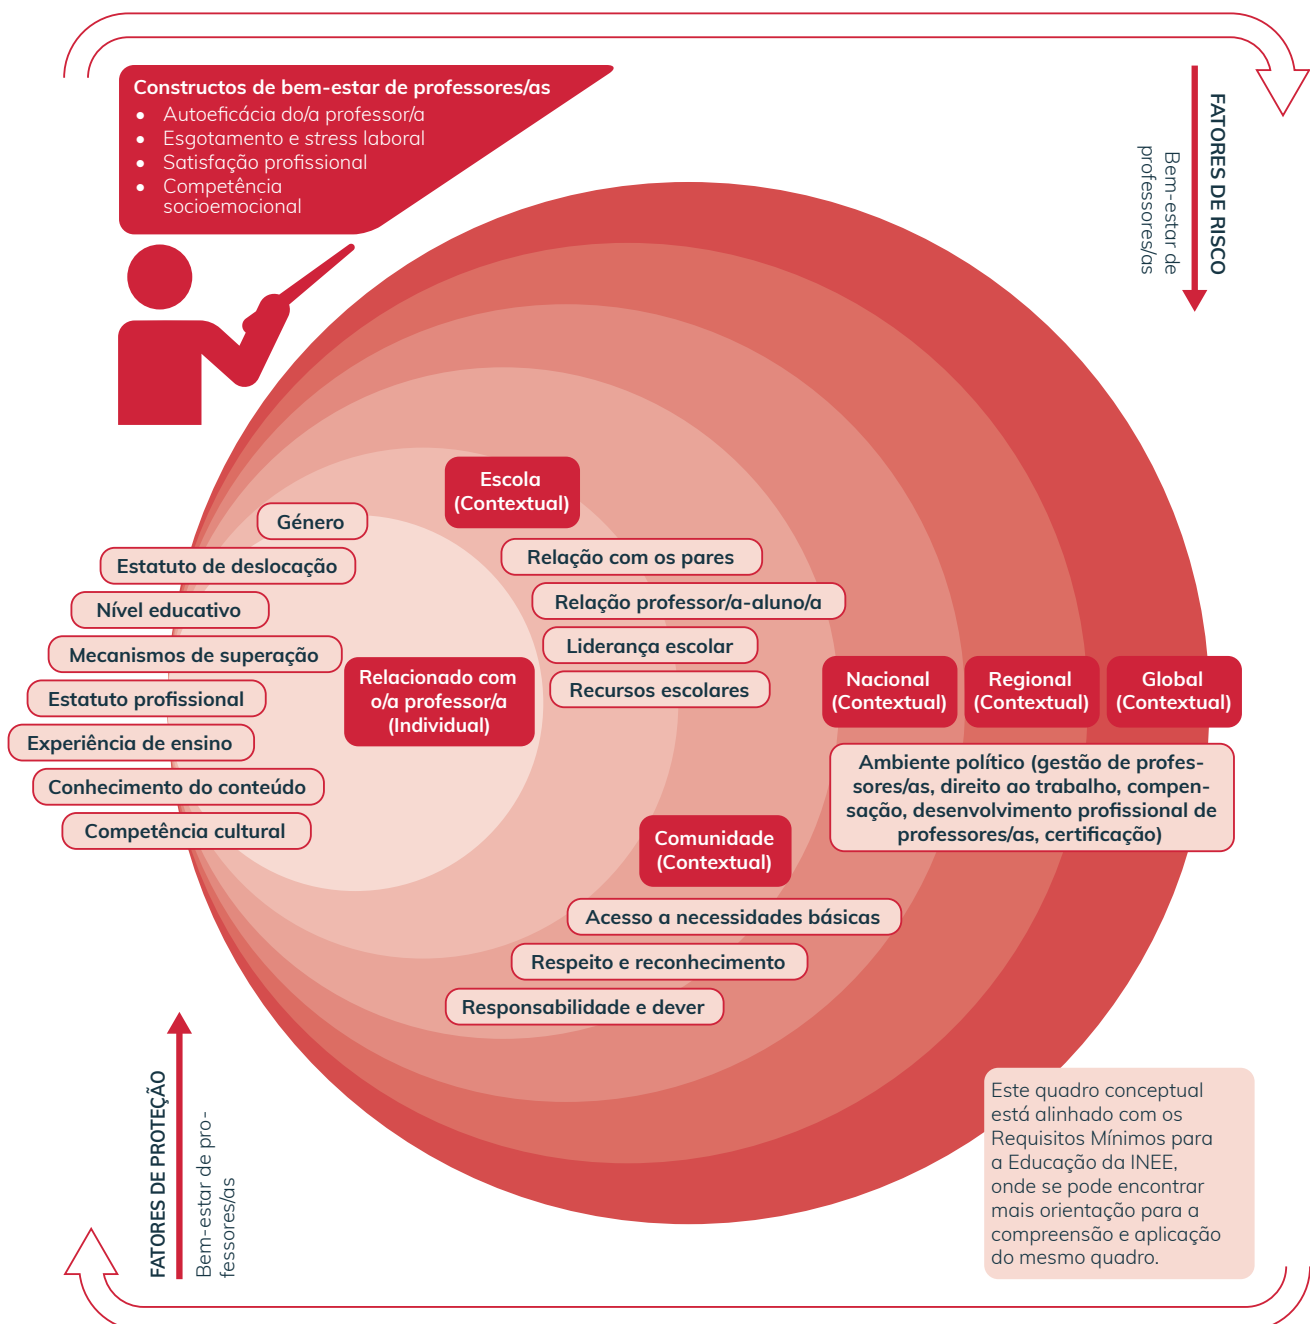 Constructos de bem-estar de professores/as
• Autoeficácia do/a professor/a
• Esgotamento e stress laboral
• Satisfação profissional
• Competência
socioemocional
FATORES DE RISCO
Bem-estar de
professores/as
Escola
(Contextual)
Género
Estatuto de deslocação
Nível educativo
Mecanismos de superação
Estatuto profissional
Experiência de ensino
Conhecimento do conteúdo
Competência cultural
Relacionado com
o/a professor/a
(Individual)
Relação com os pares
Relação professor/a-aluno/a
Liderança escolar
Recursos escolares
Nacional
(Contextual)
Regional
(Contextual)
Global
(Contextual)
Ambiente político (gestão de profes-
sores/as, direito ao trabalho, compen-
sação, desenvolvimento profissional de
professores/as, certificação)
Comunidade
(Contextual)
Acesso a necessidades básicas
Respeito e reconhecimento
Responsabilidade e dever
FATORES DE PROTEÇÃO
Bem-estar de pro-
fessores/as
Este quadro conceptual
está alinhado com os
Requisitos Mínimos para
a Educação da INEE,
onde se pode encontrar
mais orientação para a
compreensão e aplicação
do mesmo quadro.